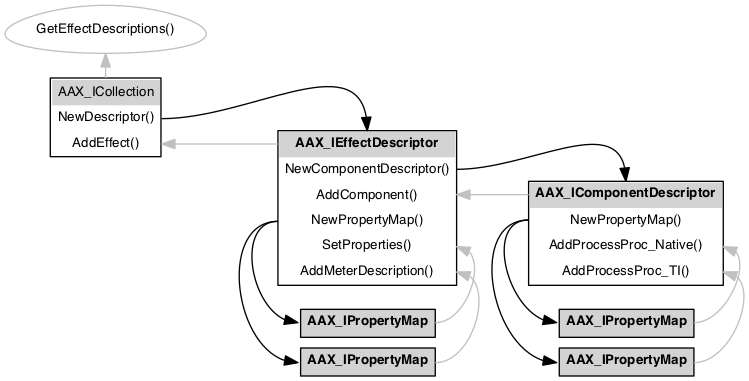 GetEffectDescriptions()
AAX_ICollection
NewDescriptor()
AddEffect()
AAX_IEffectDescriptor
NewComponentDescriptor()
AddComponent()
NewPropertyMap()
SetProperties()
AddMeterDescription()
AAX_IComponentDescriptor
NewPropertyMap()
AddProcessProc_Native()
AddProcessProc_TI()
AAX_IPropertyMap
AAX_IPropertyMap
AAX_IPropertyMap
AAX_IPropertyMap